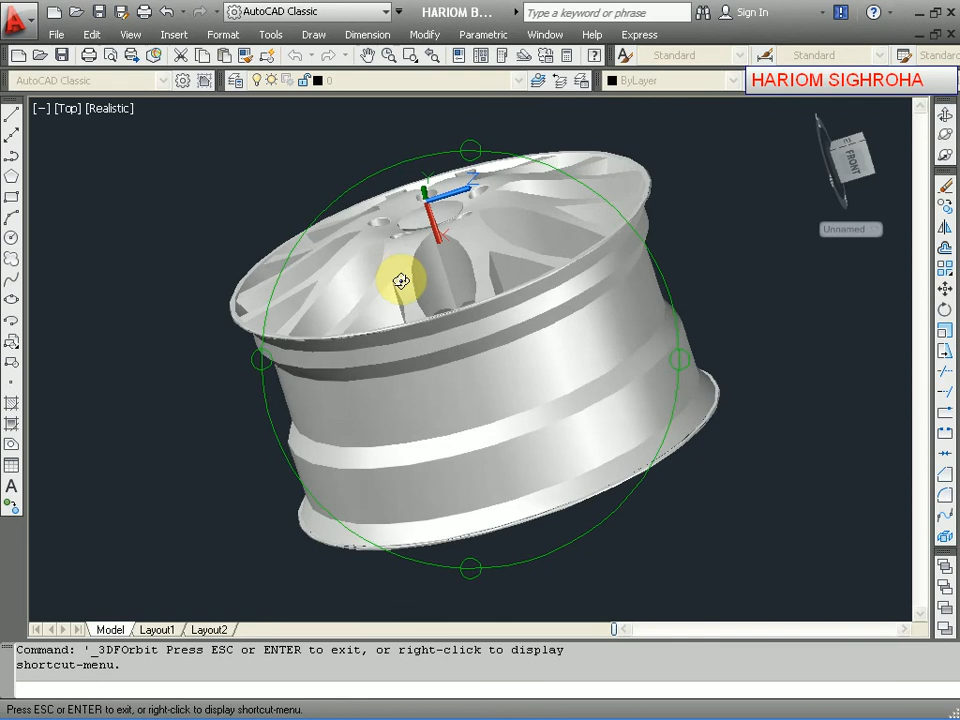 AutoCAD Classic
HARIOM B...
Type a keyword or phrase
Sign In
File Edit View Insert Format Tools Draw Dimension Modify Parametric Window Help Express
Standard
Standard
Standard
AutoCAD Classic
0
ByLayer
HARIOM SIGHROHA
[−] [Top] [Realistic]
FRONT
Unnamed
Model Layout1 Layout2
Command: '_3DFOrbit Press ESC or ENTER to exit, or right-click to display
shortcut-menu.
Press ESC or ENTER to exit, or right-click to display shortcut-menu.